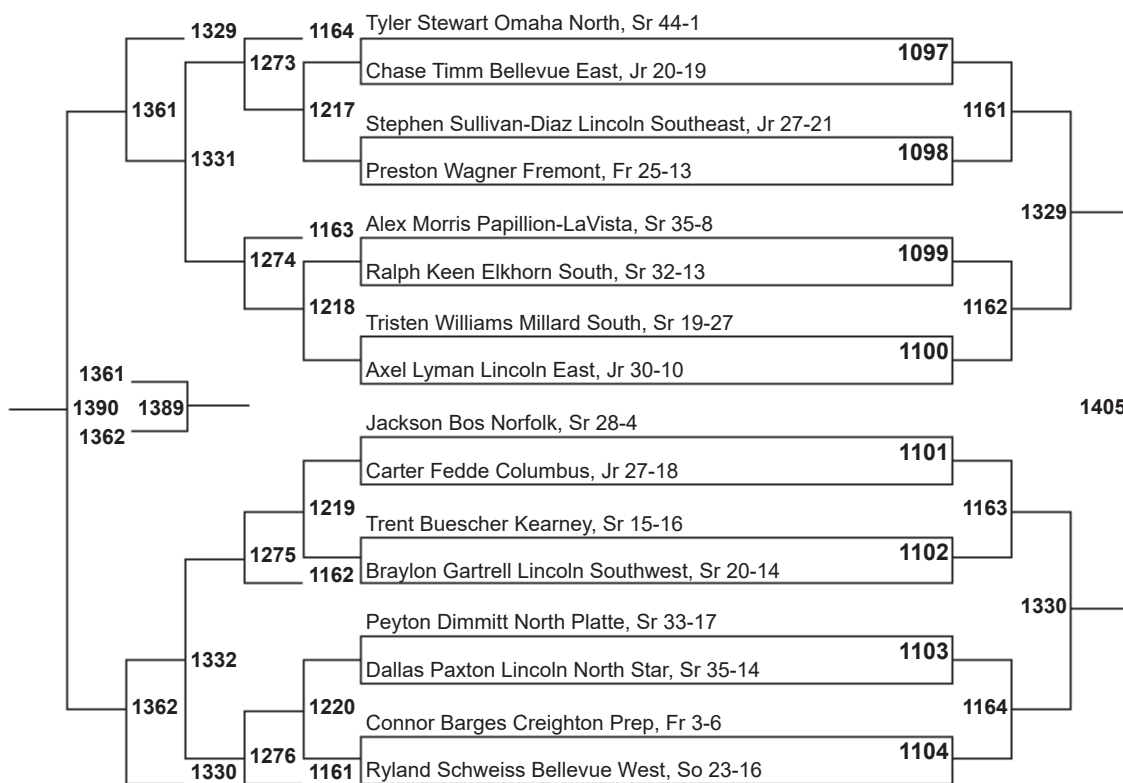 Tyler Stewart Omaha North, Sr 44-1
1329 1164
1273 1097
Chase Timm Bellevue East, Jr 20-19
1361 1217 1161
Stephen Sullivan-Diaz Lincoln Southeast, Jr 27-21
1331 1098
Preston Wagner Fremont, Fr 25-13
1329
Alex Morris Papillion-LaVista, Sr 35-8
1163
1274 1099
Ralph Keen Elkhorn South, Sr 32-13
1218 1162
Tristen Williams Millard South, Sr 19-27
1100
Axel Lyman Lincoln East, Jr 30-10
1361
1390 1389 1405
1362
Jackson Bos Norfolk, Sr 28-4
1101
Carter Fedde Columbus, Jr 27-18
1219 1163
Trent Buescher Kearney, Sr 15-16
1275 1102
1162 Braylon Gartrell Lincoln Southwest, Sr 20-14
1330
Peyton Dimmitt North Platte, Sr 33-17
1332 1103
Dallas Paxton Lincoln North Star, Sr 35-14
1362 1220 1164
Connor Barges Creighton Prep, Fr 3-6
1276 1104
1330 1161 Ryland Schweiss Bellevue West, So 23-16